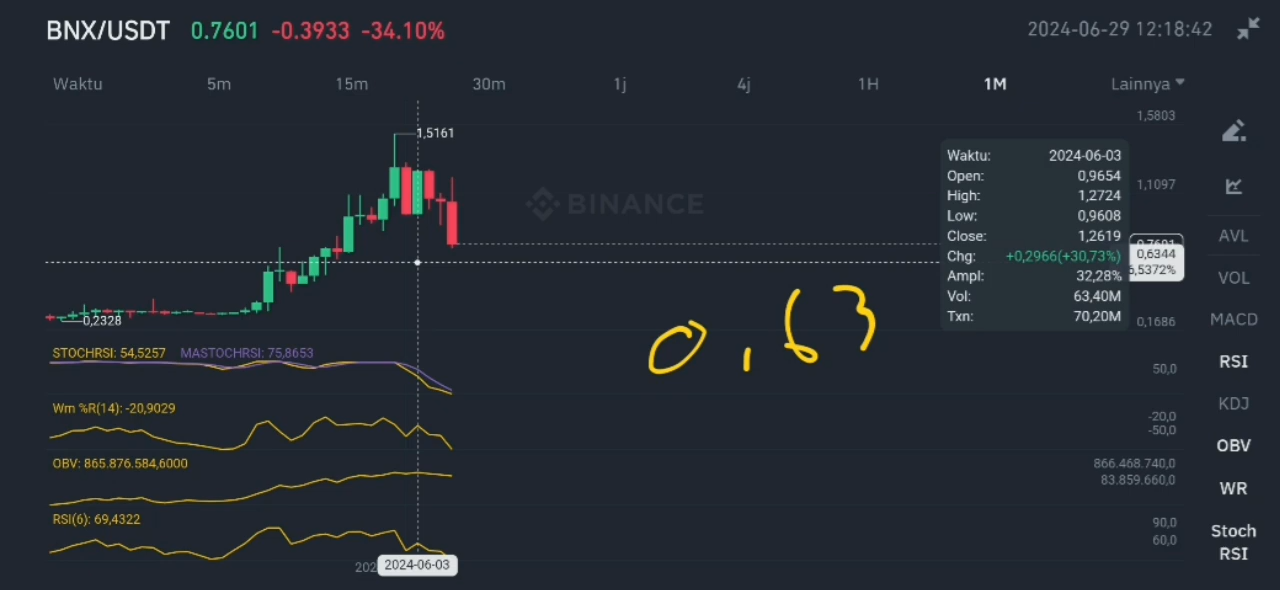 BNX/USDT 0.7601 -0.3933 -34.10% 2024-06-29 12:18:42
Waktu 5m 15m 30m 1j 4j 1H 1M Lainnya
1,5803
1,5161
Waktu: 2024-06-03
Open: 0,9654
High: 1,2724
Low: 0,9608
Close: 1,2619
Chg: +0,2966(+30,73%)
Ampl: 32,28%
Vol: 63,40M
Txn: 70,20M
1,1097
BINANCE
AVL
0,7601
0,6344
6,5372%
VOL
0,2328
0,1686
MACD
0,63
STOCHRSI: 54,5257 MASTOCHRSI: 75,8653
50,0
RSI
Wm %R(14): -20,9029
-20,0
-50,0
KDJ
OBV
OBV: 865.876.584,6000
866.468.740,0
83.859.660,0
WR
RSI(6): 69,4322
90,0
60,0
Stoch
RSI
202
2024-06-03